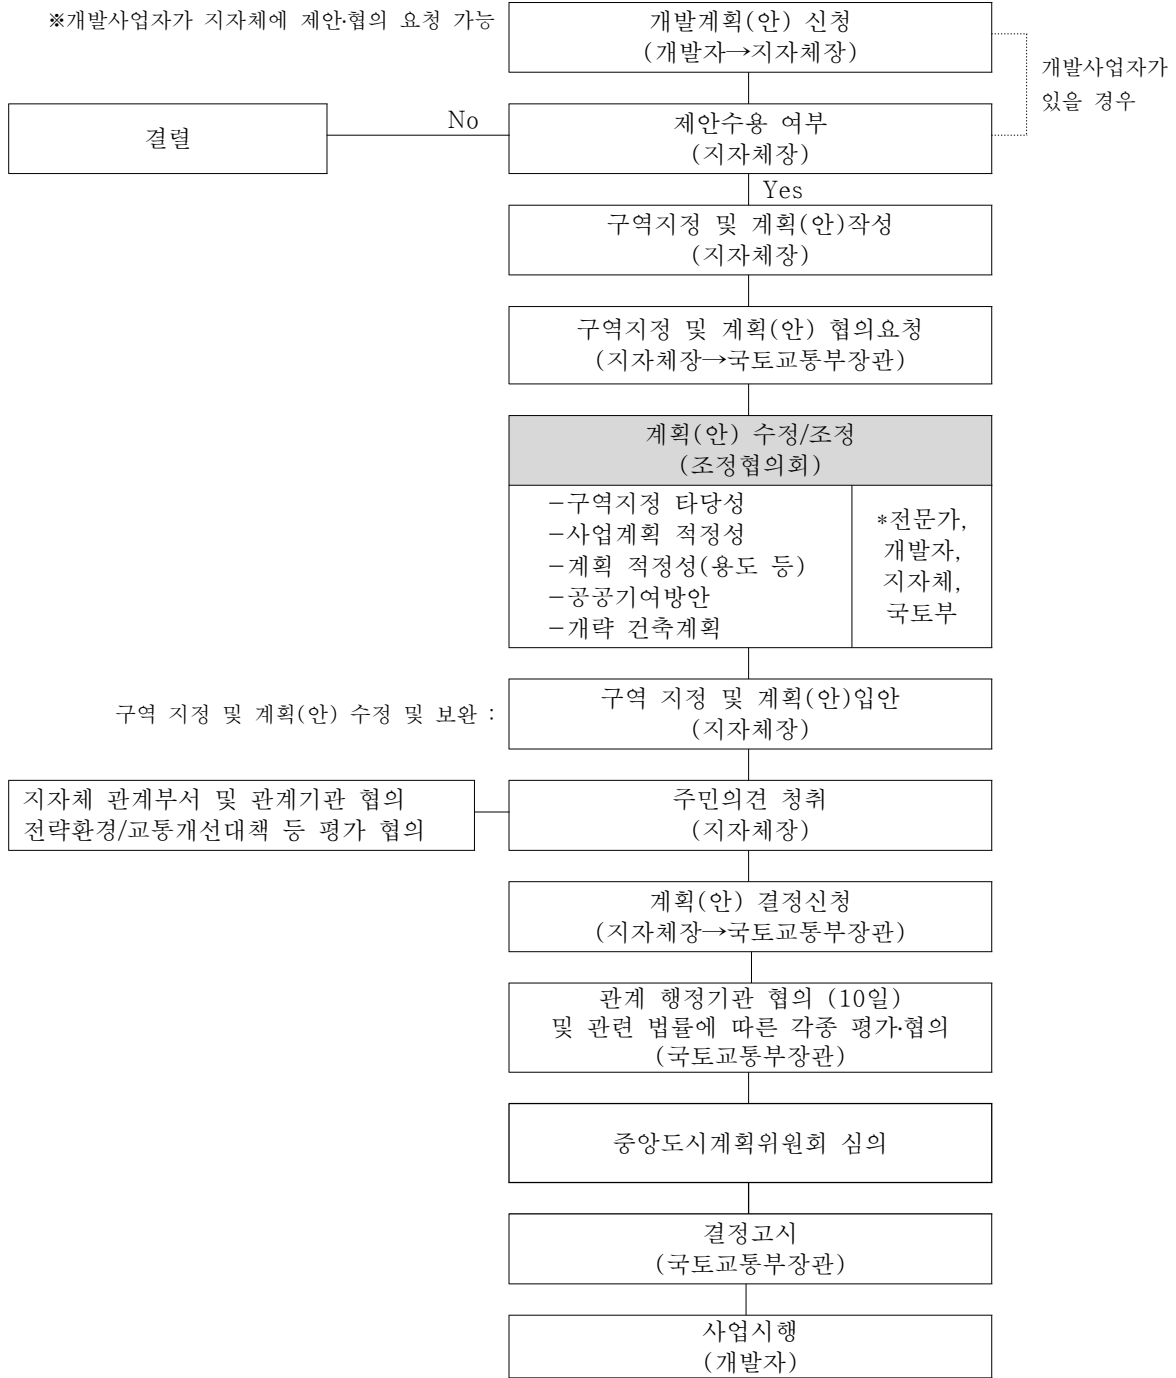 ※개발사업자가 지자체에 제안·협의 요청 가능
개발계획(안) 신청
(개발자→지자체장)
개발사업자가
있을 경우
결렬
No
제안수용 여부
(지자체장)
Yes
구역지정 및 계획(안)작성
(지자체장)
구역지정 및 계획(안) 협의요청
(지자체장→국토교통부장관)
계획(안) 수정/조정
(조정협의회)
-구역지정 타당성
-사업계획 적정성
-계획 적정성(용도 등)
-공공기여방안
-개략 건축계획
*전문가,
개발자,
지자체,
국토부
구역 지정 및 계획(안) 수정 및 보완 :
구역 지정 및 계획(안)입안
(지자체장)
지자체 관계부서 및 관계기관 협의
전략환경/교통개선대책 등 평가 협의
주민의견 청취
(지자체장)
계획(안) 결정신청
(지자체장→국토교통부장관)
관계 행정기관 협의 (10일)
및 관련 법률에 따른 각종 평가·협의
(국토교통부장관)
중앙도시계획위원회 심의
결정고시
(국토교통부장관)
사업시행
(개발자)